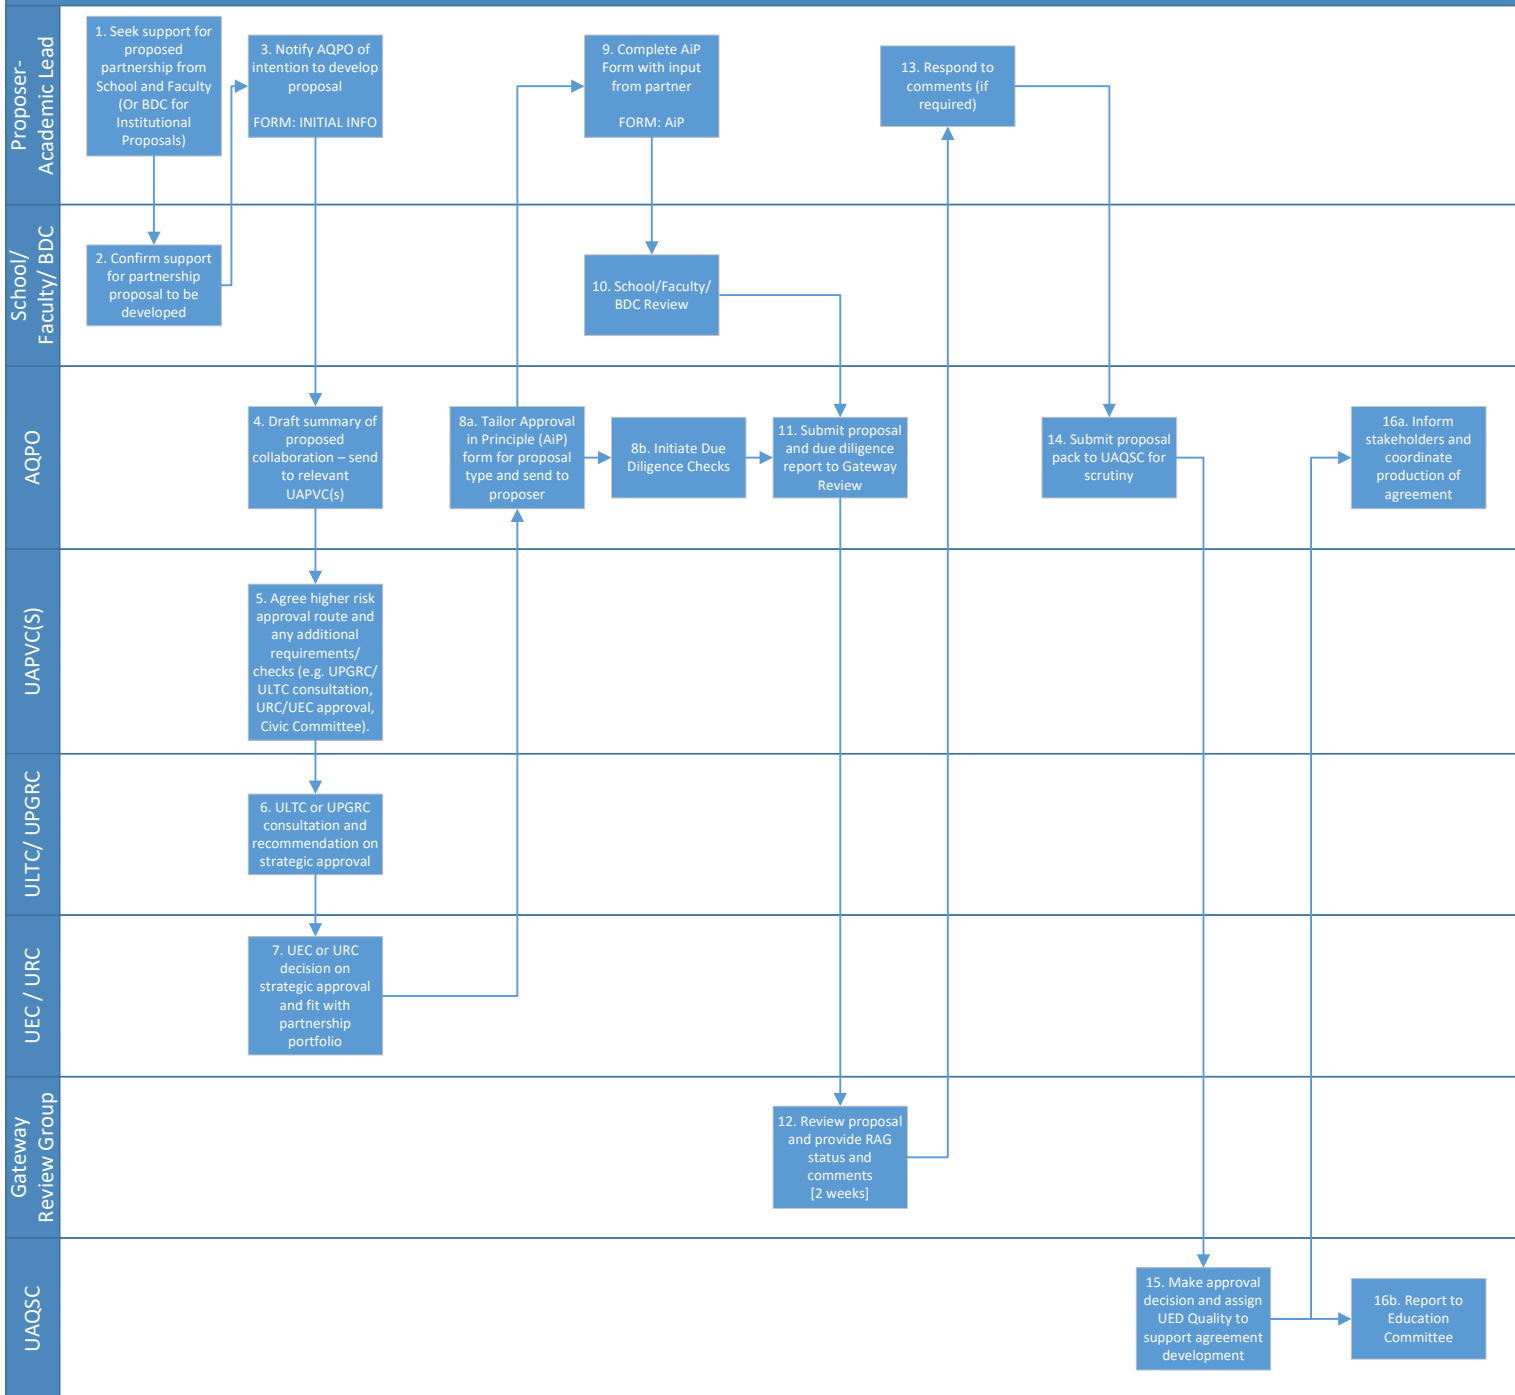 Proposer-
Academic Lead
1. Seek support for
proposed
partnership from
School and Faculty
(Or BDC for
Institutional
Proposals)
3. Notify AQPO of
intention to develop
proposal
FORM: INITIAL INFO
9. Complete AiP
Form with input
from partner
FORM: AiP
13. Respond to
comments (if
required)
School/
Faculty/ BDC
2. Confirm support
for partnership
proposal to be
developed
10. School/Faculty/
BDC Review
AQPO
4. Draft summary of
proposed
collaboration – send
to relevant
UAPVC(s)
8a. Tailor Approval
in Principle (AiP)
form for proposal
type and send to
proposer
8b. Initiate Due
Diligence Checks
11. Submit proposal
and due diligence
report to Gateway
Review
14. Submit proposal
pack to UAQSC for
scrutiny
16a. Inform
stakeholders and
coordinate
production of
agreement
UAPVC(S)
5. Agree higher risk
approval route and
any additional
requirements/
checks (e.g. UPGRC/
ULTC consultation,
URC/UEC approval,
Civic Committee).
ULTC/ UPGRC
6. ULTC or UPGRC
consultation and
recommendation on
strategic approval
UEC / URC
7. UEC or URC
decision on
strategic approval
and fit with
partnership
portfolio
Gateway
Review Group
12. Review proposal
and provide RAG
status and
comments
[2 weeks]
UAQSC
15. Make approval
decision and assign
UED Quality to
support agreement
development
16b. Report to
Education
Committee